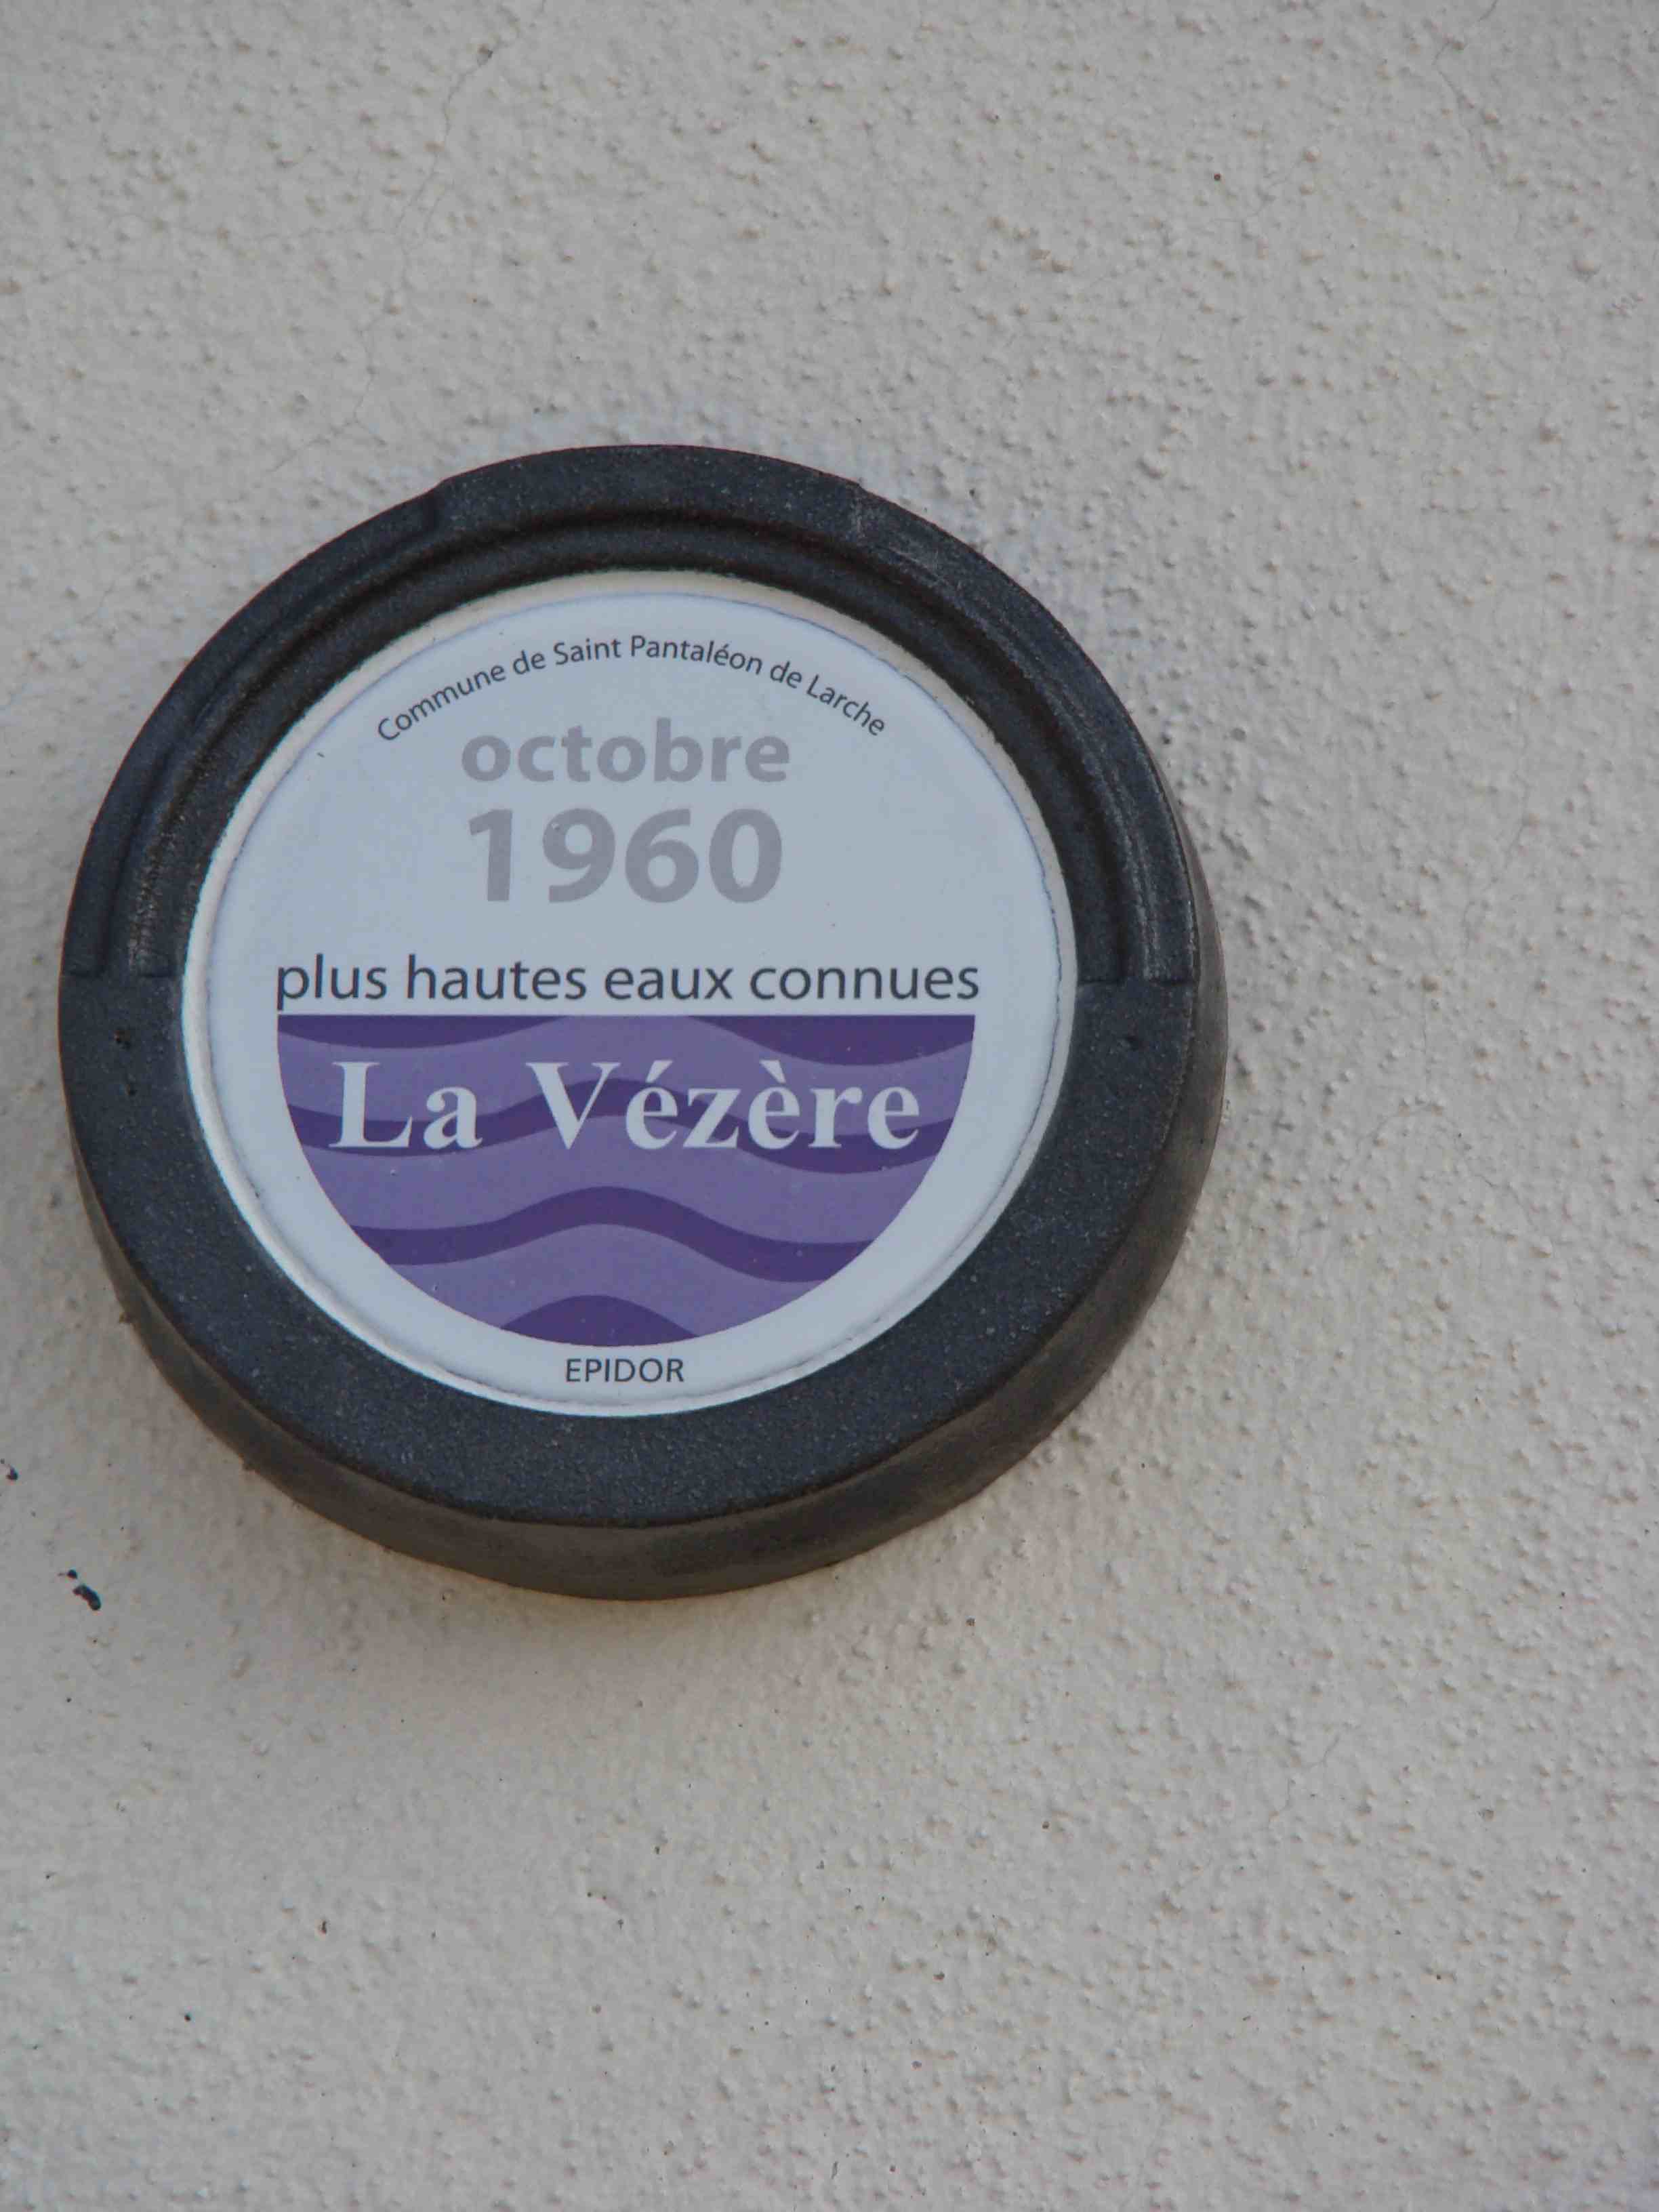 Commune de Saint Pantaléon de Larche
octobre
1960
plus hautes eaux connues
La Vézère
EPIDOR